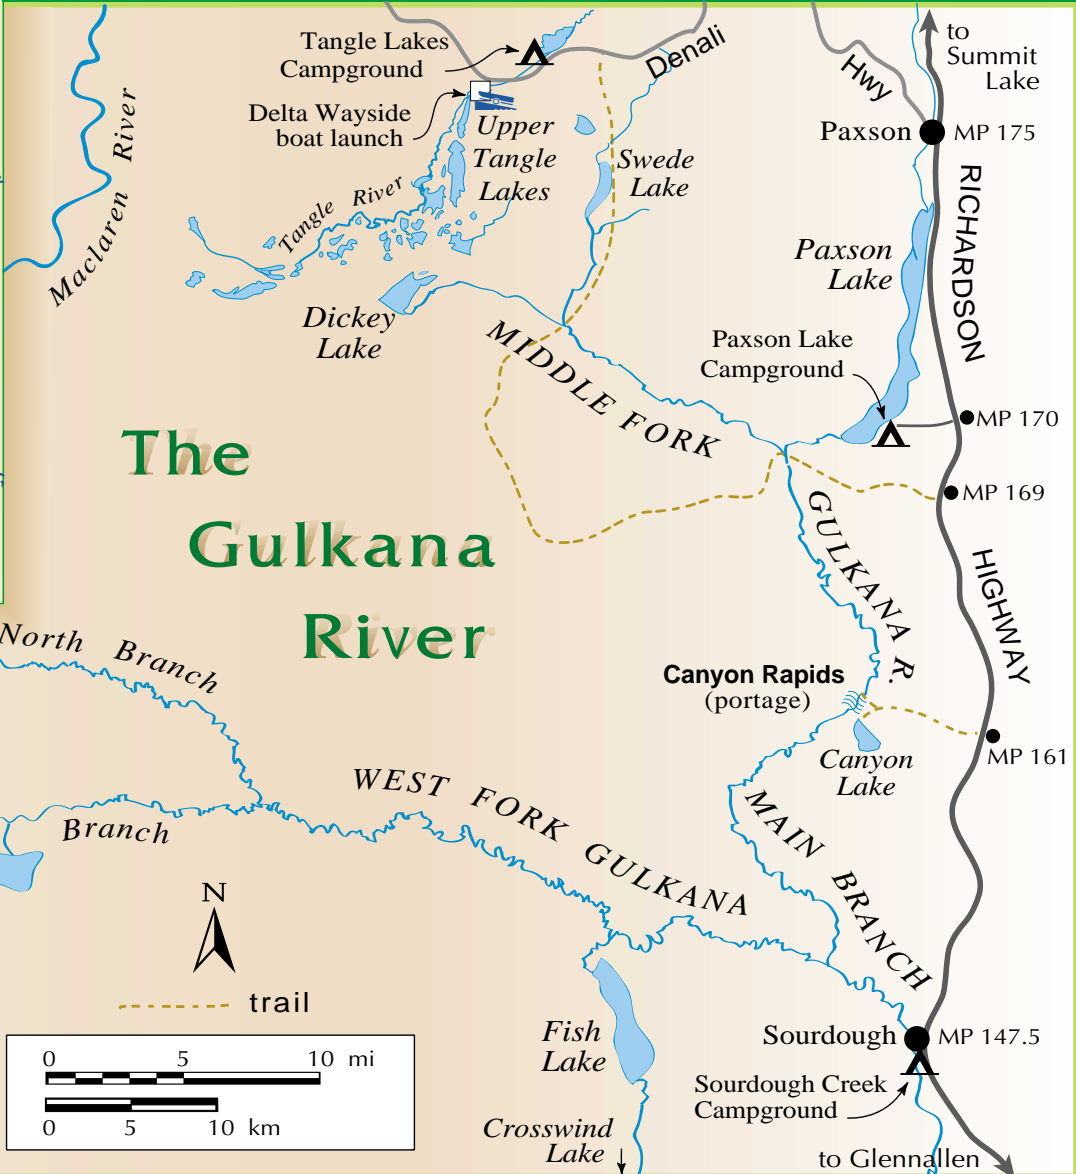 Tangle Lakes
Campground
Denali
Hwy
to
Summit
Lake
Delta Wayside
boat launch
Upper
Tangle
Lakes
Paxson
MP 175
Maclaren River
Swede
Lake
Tangle River
RICHARDSON
Paxson
Lake
Dickey
Lake
MIDDLE FORK
Paxson Lake
Campground
MP 170
The
Gulkana
River
MP 169
GULKANA R.
HIGHWAY
North Branch
Canyon Rapids
(portage)
MP 161
Canyon
Lake
WEST FORK GULKANA
MAIN BRANCH
Branch
N
trail
0 5 10 mi
0 5 10 km
Fish
Lake
Sourdough
MP 147.5
Sourdough Creek
Campground
Crosswind
Lake
to Glennallen